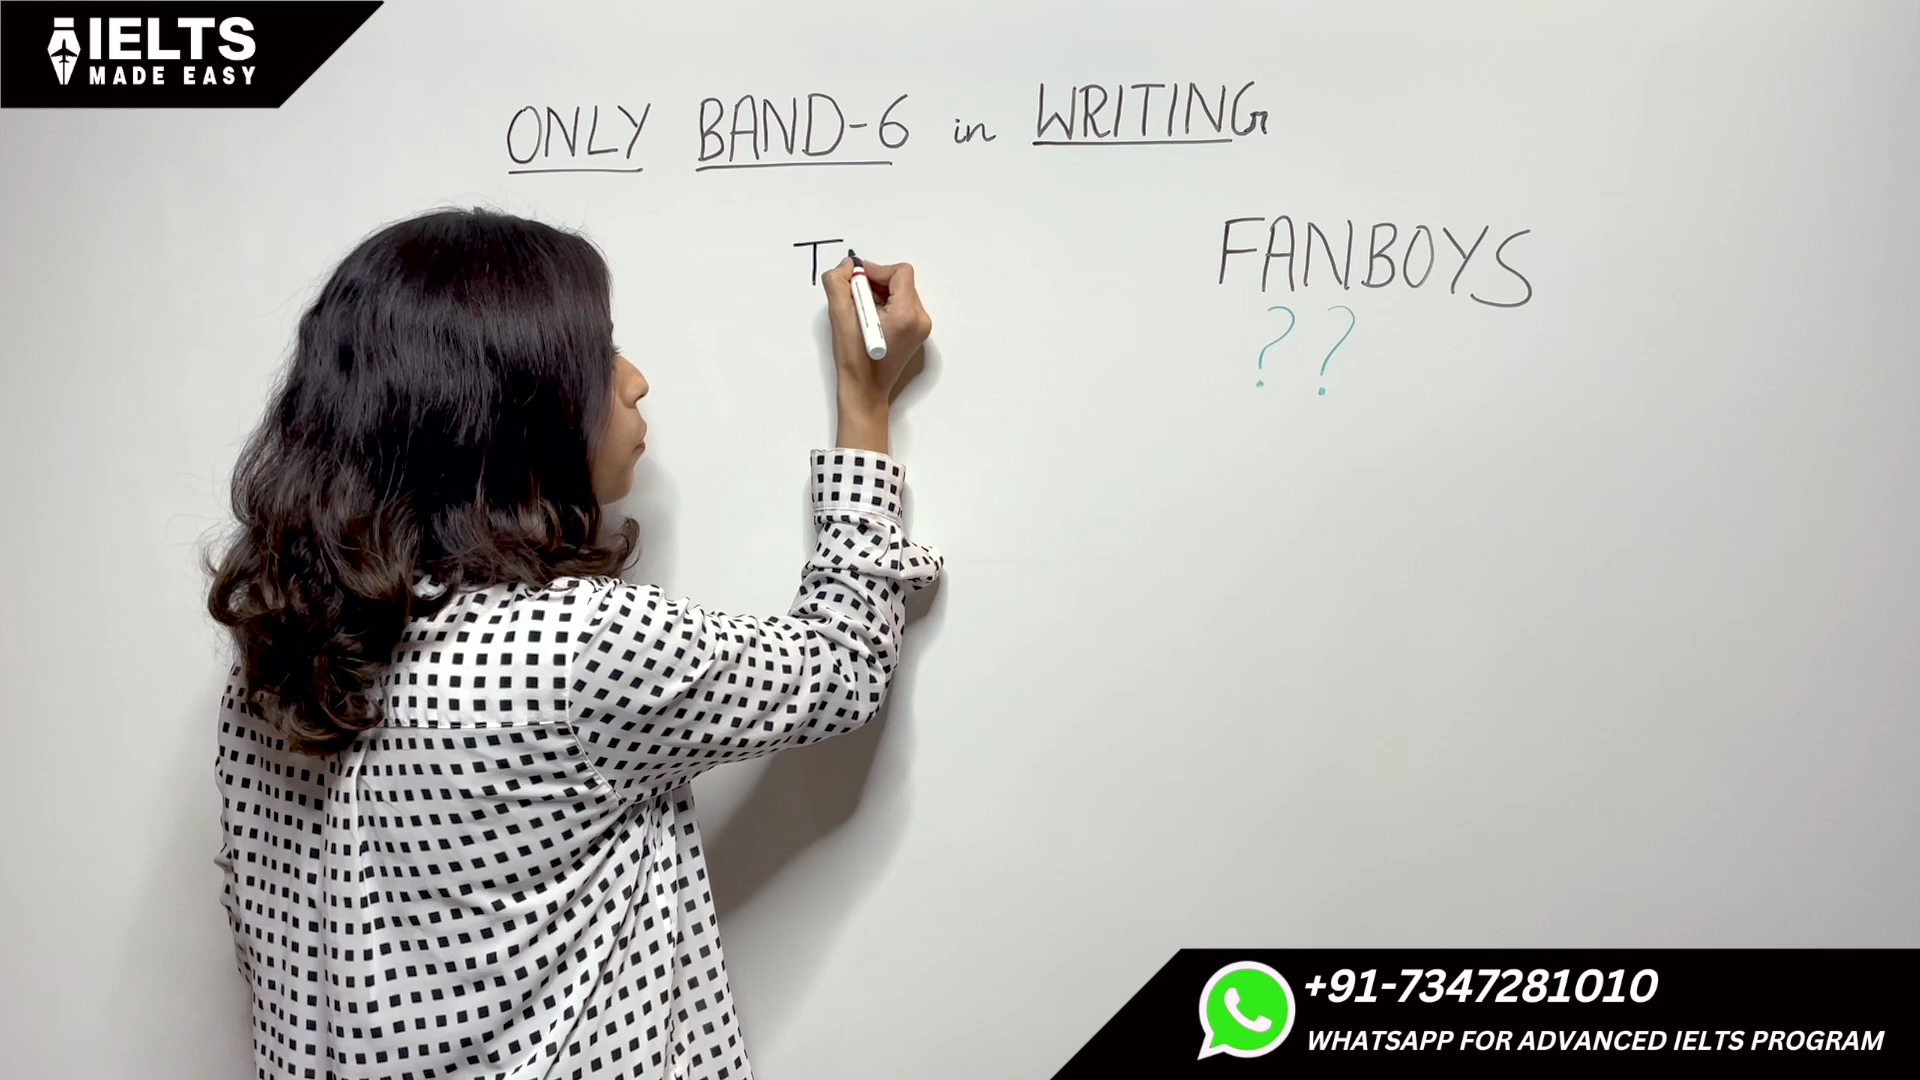 IELTS
MADE EASY
ONLY BAND-6 in WRITING
T
FANBOYS
??
+91-7347281010
WHATSAPP FOR ADVANCED IELTS PROGRAM